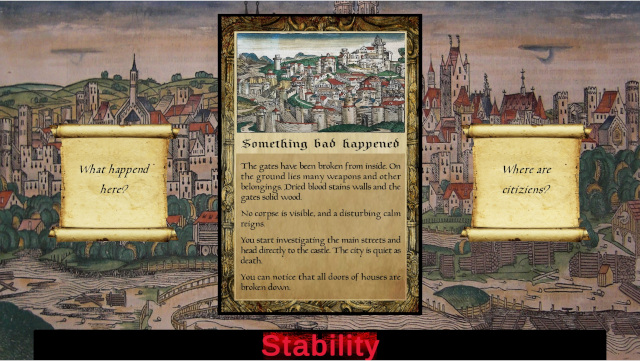 Something bad happened
The gates have been broken from inside. On
the ground lies many weapons and other
belongings. Dried blood stains walls and the
gates solid wood.
No corpse is visible, and a disturbing calm
reigns.
You start investigating the main streets and
head directly to the castle. The city is quiet as
death.
You can notice that all doors of houses are
broken down.
What happend
here?
Where are
citiziens?
Stability